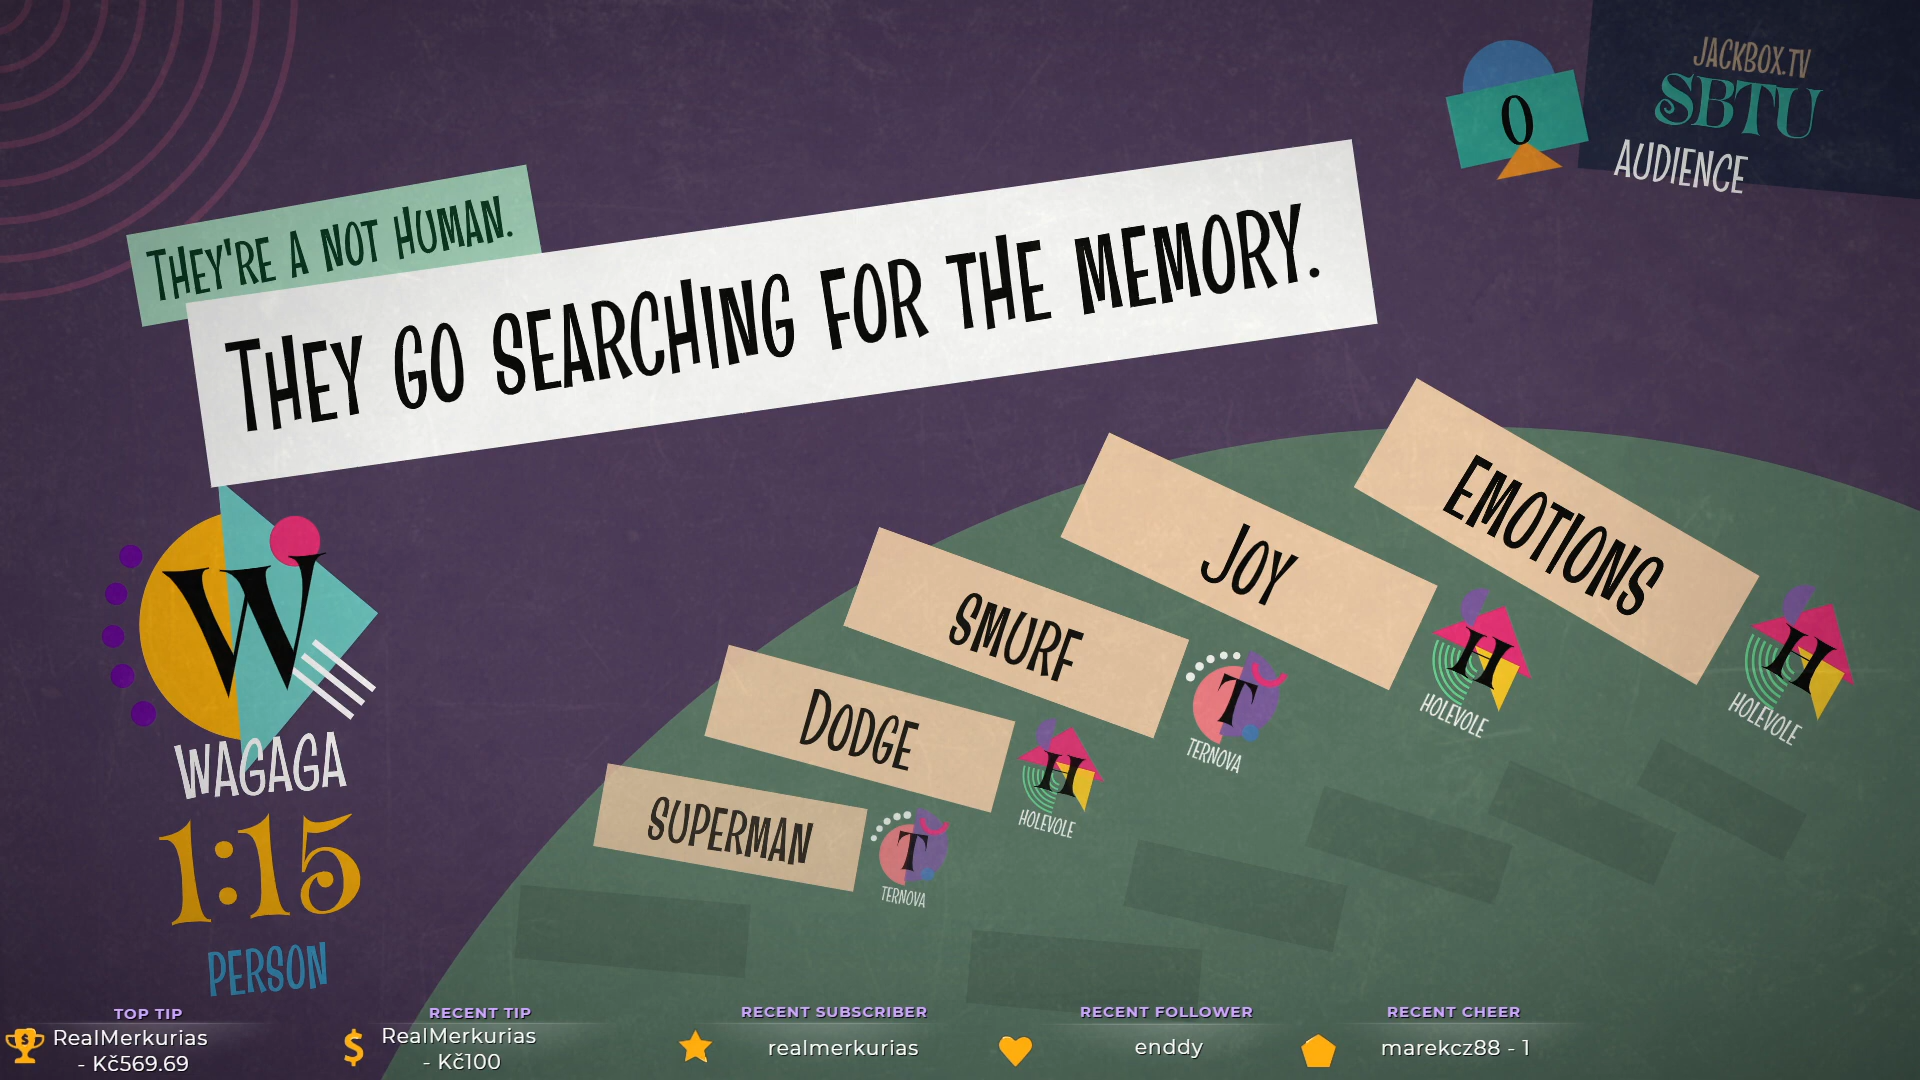 JACKBOX.TV
SBTU
0
AUDIENCE
THEY'RE A NOT HUMAN.
THEY GO SEARCHING FOR THE MEMORY.
EMOTIONS
H
HOLEVOLE
JOY
H
HOLEVOLE
SMURF
T
TERNOVA
DODGE
H
HOLEVOLE
SUPERMAN
T
TERNOVA
W
WAGAGA
1:15
PERSON
TOP TIP
RealMerkurias
- Kč569.69
RECENT TIP
RealMerkurias
- Kč100
RECENT SUBSCRIBER
realmerkurias
RECENT FOLLOWER
enddy
RECENT CHEER
marekcz88 - 1